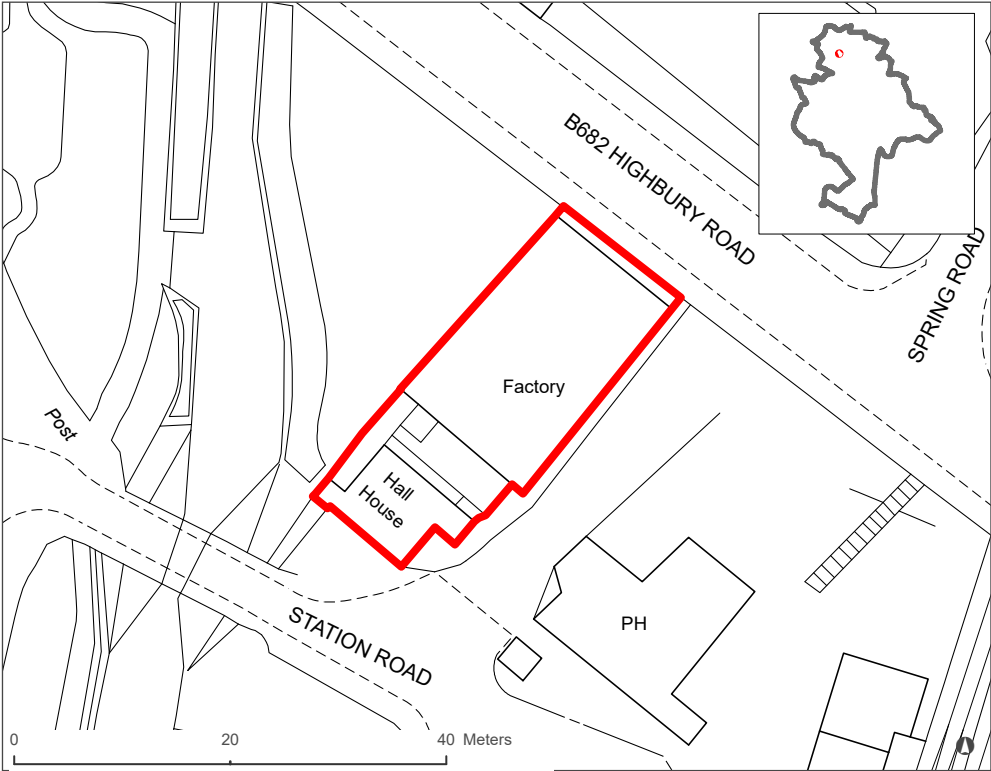 B682 HIGHBURY ROAD
SPRING ROAD
Factory
Post
Hall
House
STATION ROAD
PH
0 20 40 Meters